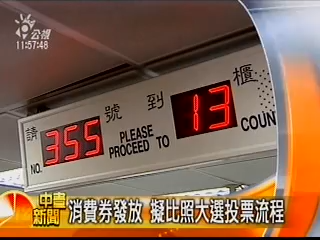 公視
11:57:48
請 355 號到 13 櫃
NO. PLEASE PROCEED TO COUN
中晝新聞
消費券發放 擬比照大選投票流程